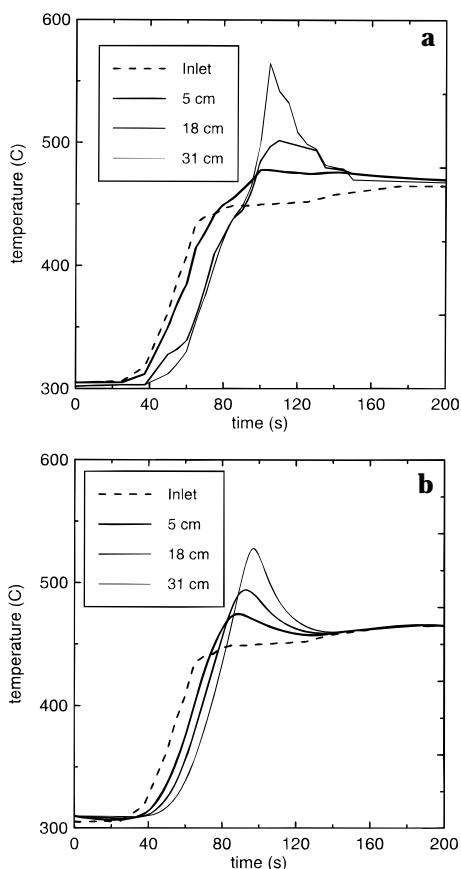 a
600
500
400
300
temperature (C)
Inlet
5 cm
18 cm
31 cm
0 40 80 120 160 200
time (s)
b
600
500
400
300
temperature (C)
Inlet
5 cm
18 cm
31 cm
0 40 80 120 160 200
time (s)